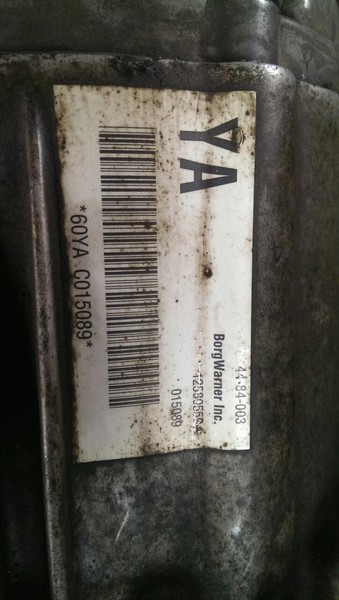 YA
44-84-003
BorgWarner Inc.
015089
*60YA C015089*